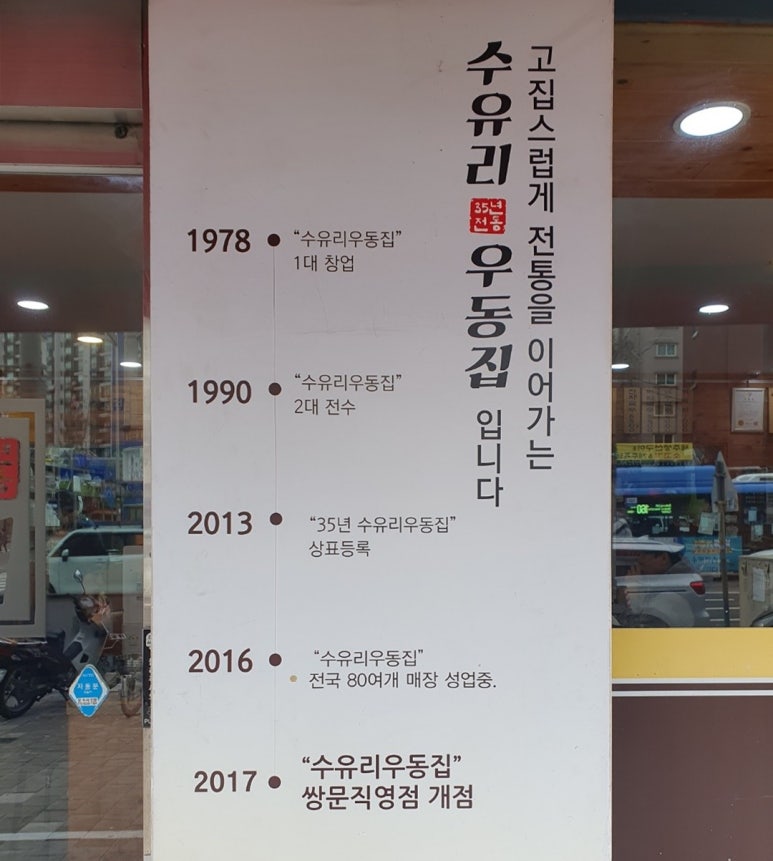 고집스럽게 전통을 이어가는
수유리 35년 전통 우동집 입니다
1978 "수유리우동집"
1대 창업
1990 "수유리우동집"
2대 전수
2013 "35년 수유리우동집"
상표등록
2016 "수유리우동집"
전국 80여개 매장 성업중.
2017 "수유리우동집"
쌍문직영점 개점
자동문